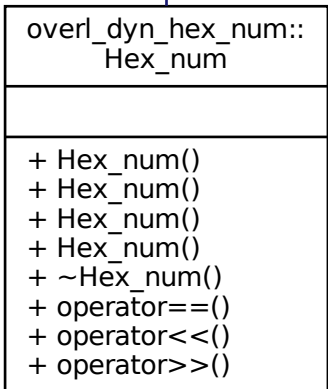 overl_dyn_hex_num::
Hex_num
+ Hex_num()
+ Hex_num()
+ Hex_num()
+ Hex_num()
+ ~Hex_num()
+ operator==()
+ operator<<()
+ operator>>()